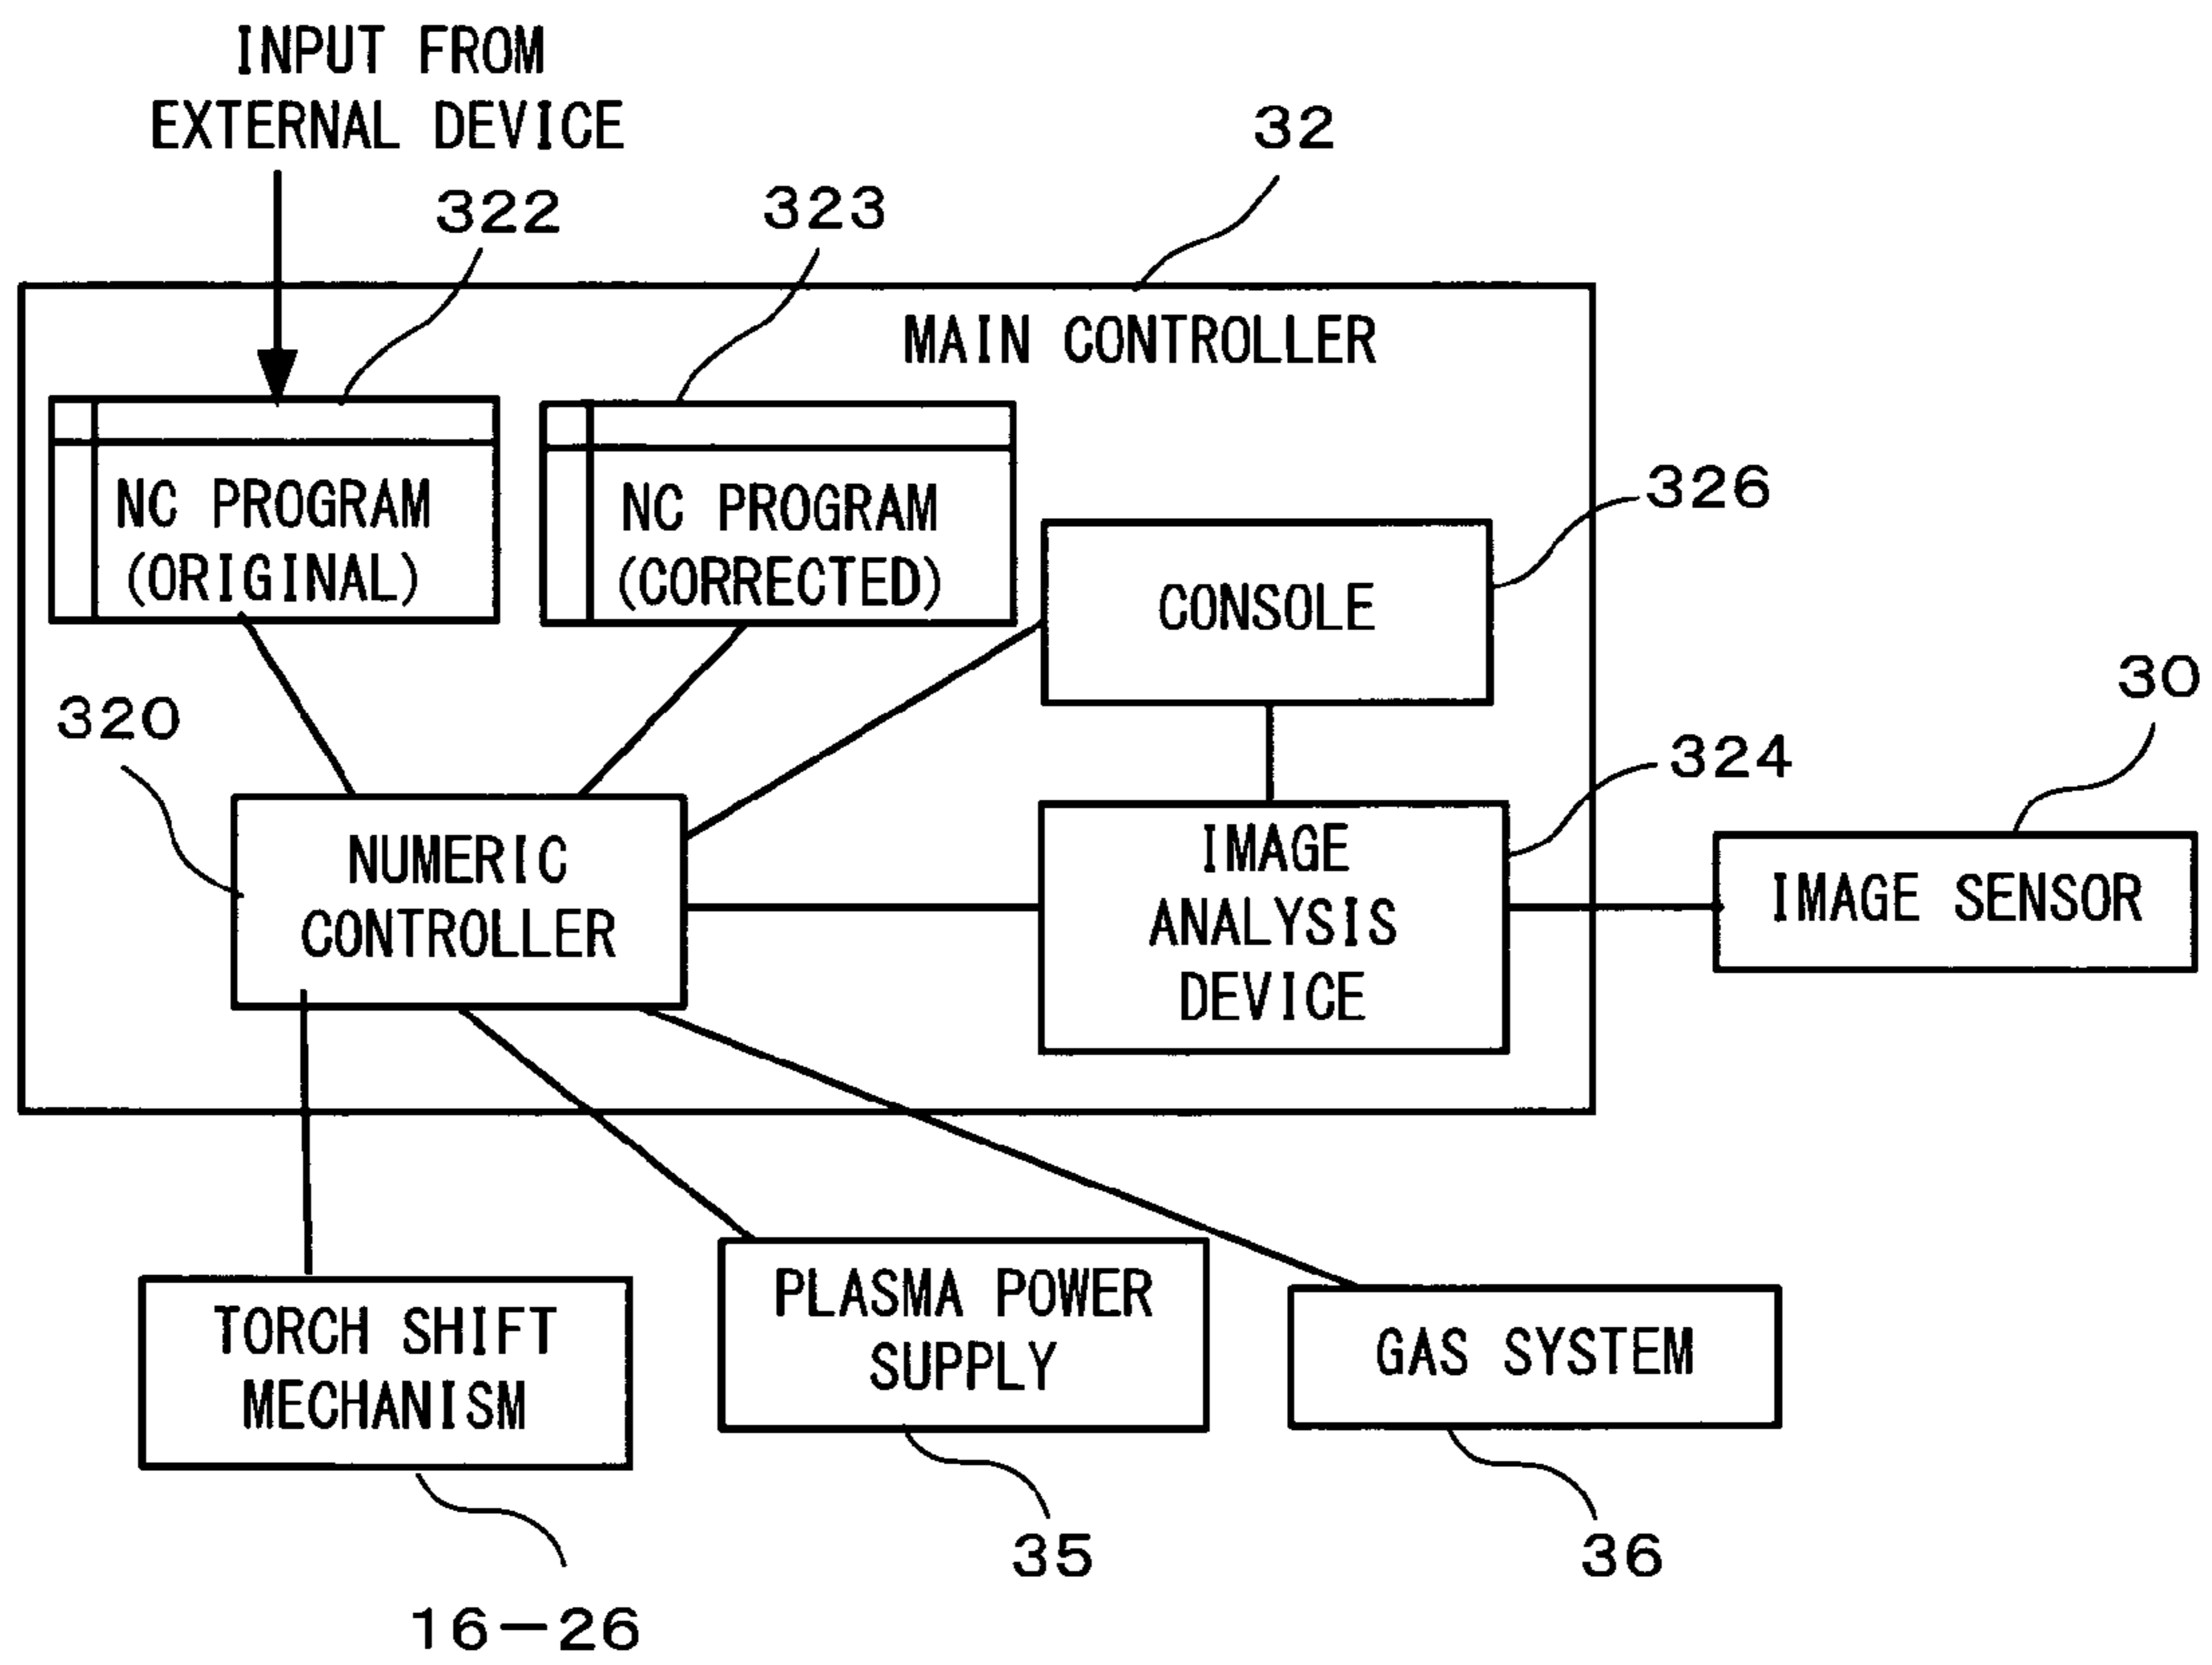 INPUT FROM
EXTERNAL DEVICE
32
322
323
MAIN CONTROLLER
NC PROGRAM
(ORIGINAL)
NC PROGRAM
(CORRECTED)
326
CONSOLE
30
320
324
NUMERIC
CONTROLLER
IMAGE
ANALYSIS
DEVICE
IMAGE SENSOR
TORCH SHIFT
MECHANISM
PLASMA POWER
SUPPLY
GAS SYSTEM
35
36
16-26